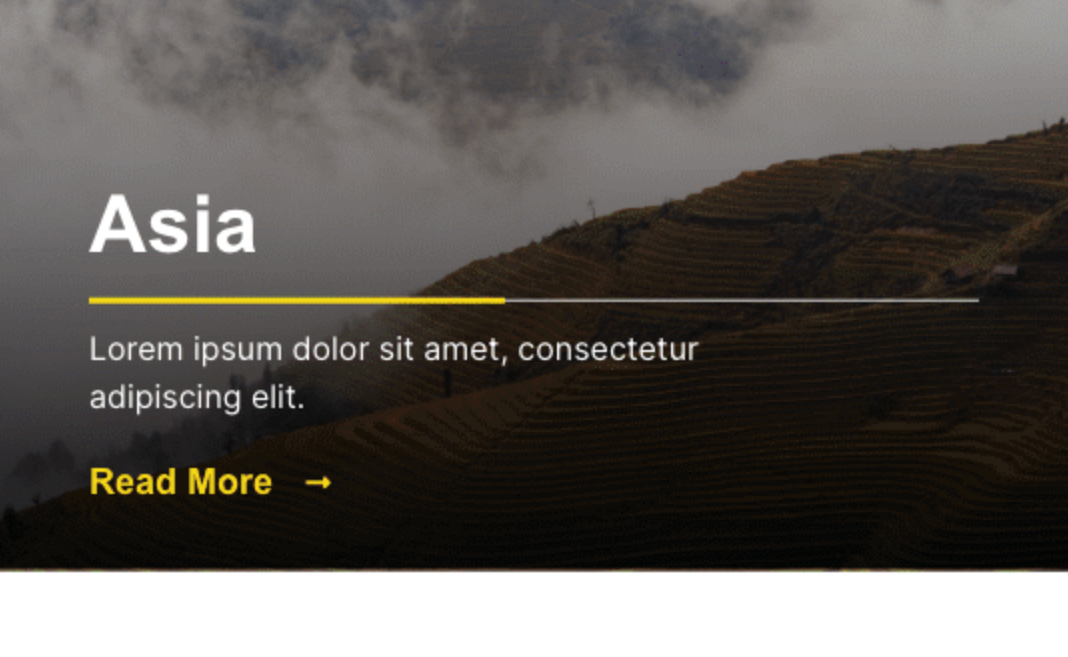 Asia
Lorem ipsum dolor sit amet, consectetur
adipiscing elit.
Read More →